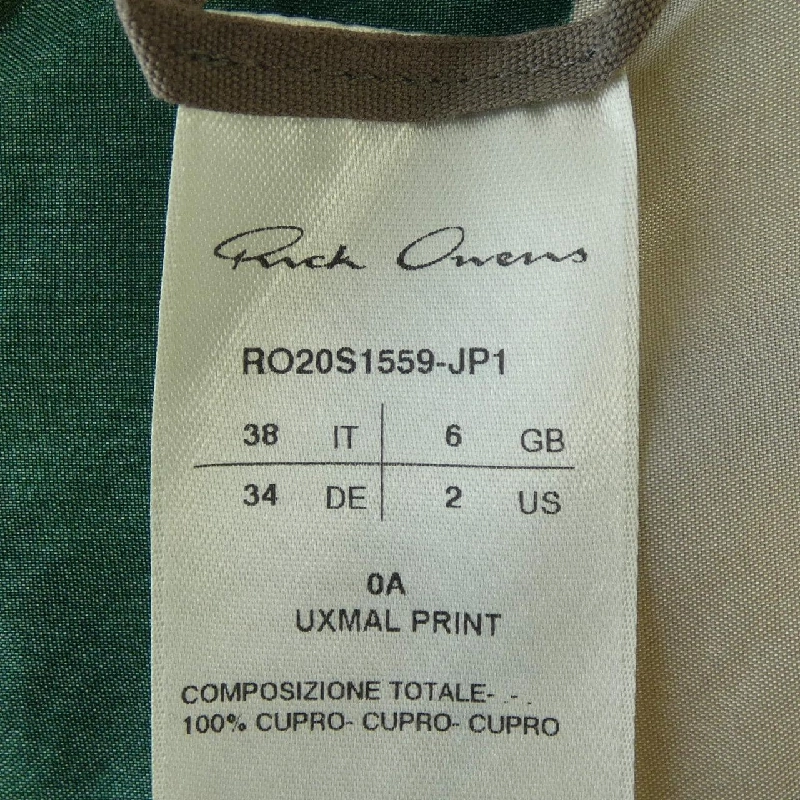 Rick Owens
RO20S1559-JP1
38 IT 6 GB
34 DE 2 US
0A
UXMAL PRINT
COMPOSIZIONE TOTALE- - -
100% CUPRO- CUPRO- CUPRO